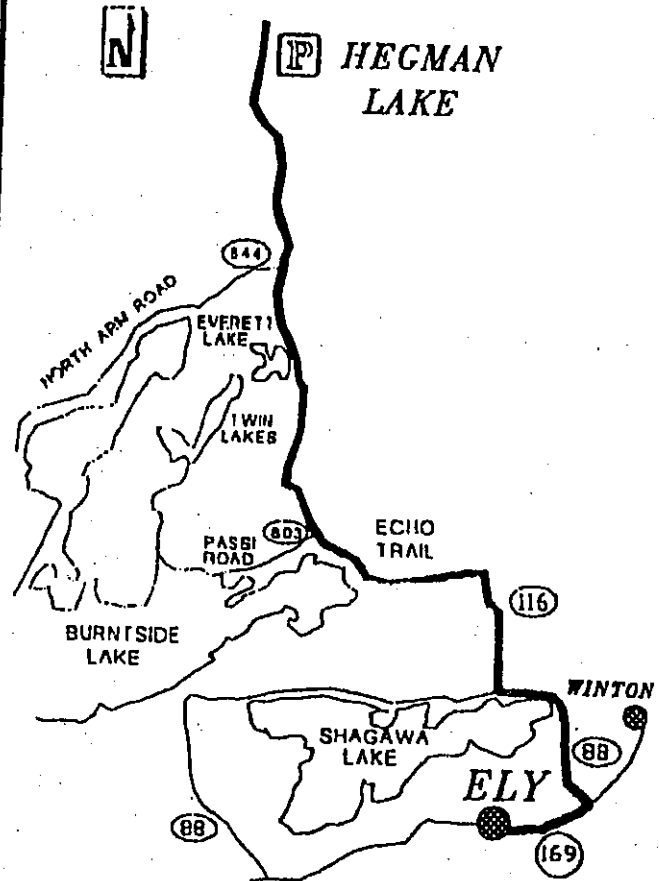 N
P HEGMAN
LAKE
844
NORTH ARM ROAD
EVERETT
LAKE
TWIN
LAKES
803
ECHO
TRAIL
PASSI
ROAD
116
BURNTSIDE
LAKE
WINTON
SHAGAWA
LAKE
88
ELY
88
169